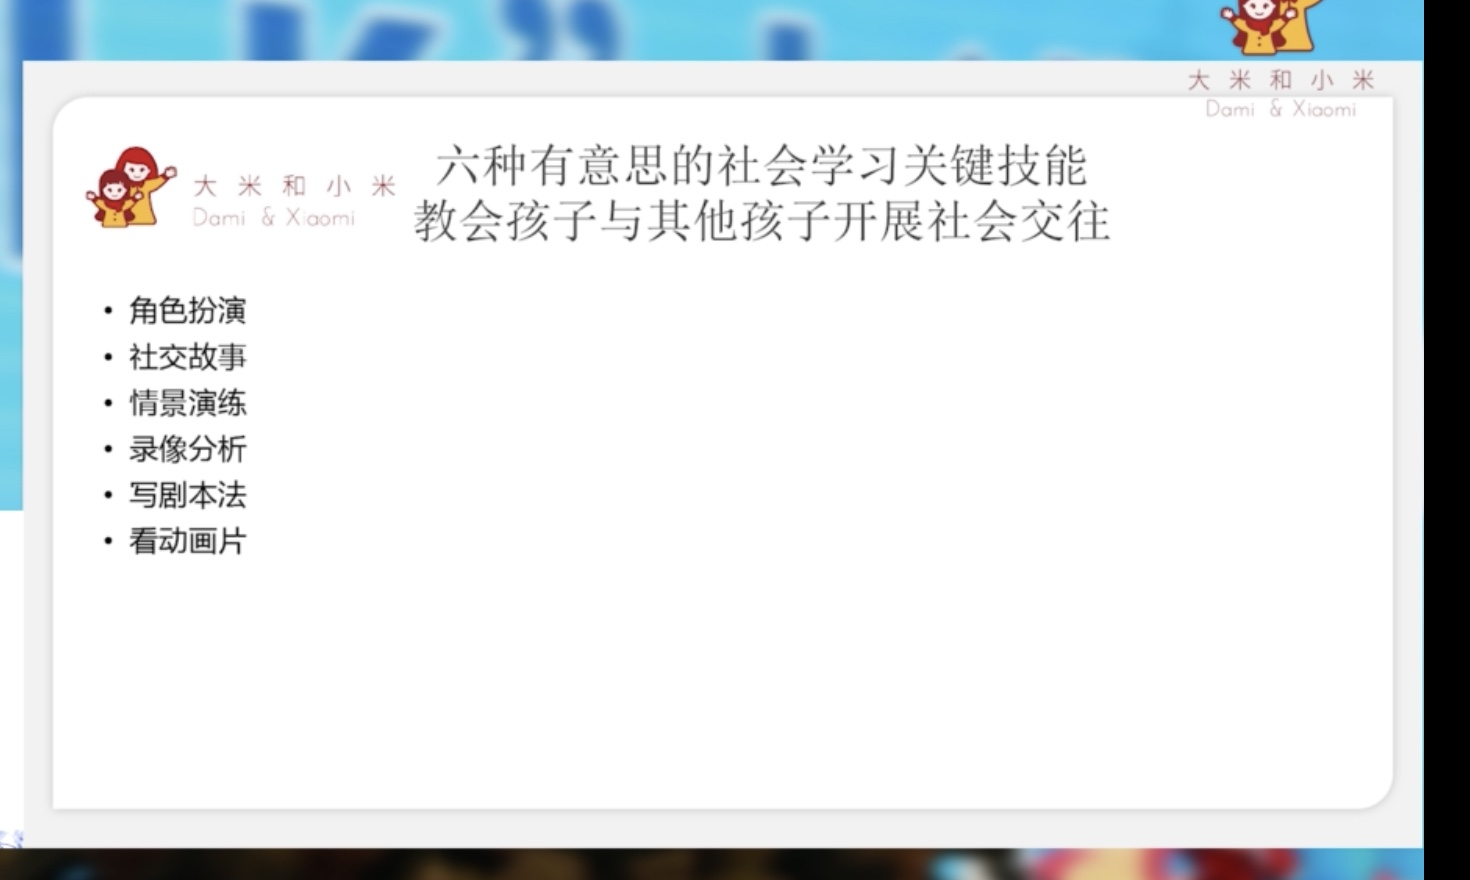 大米和小米
Dami & Xiaomi
大米和小米
Dami & Xiaomi
六种有意思的社会学习关键技能
教会孩子与其他孩子开展社会交往
• 角色扮演
• 社交故事
• 情景演练
• 录像分析
• 写剧本法
• 看动画片